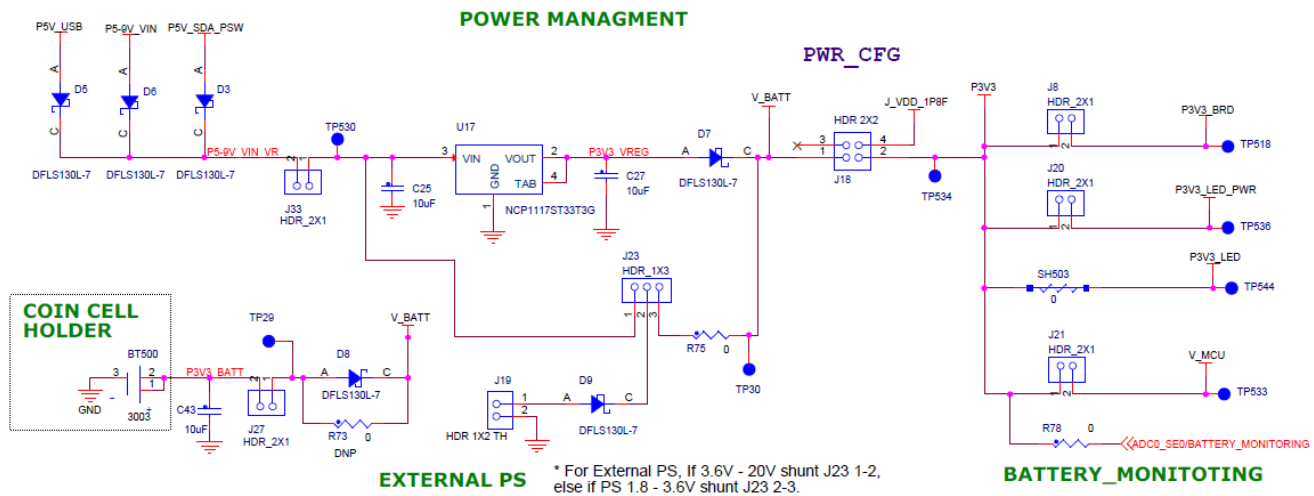 POWER MANAGMENT
P5V_USB
P5-9V_VIN
P5V_SDA_PSW
PWR_CFG
A
D5
C
A
D6
C
A
D3
C
DFLS130L-7
DFLS130L-7
DFLS130L-7
P5-9V_VIN_VR
2
1
J33
HDR_2X1
TP530
C25
10uF
U17
3
VIN
VOUT
2
GND
TAB
4
1
NCP1117ST33T3G
P3V3_VREG
C27
10uF
D7
A
C
DFLS130L-7
V_BATT
HDR 2X2
J_VDD_1P8F
3
4
1
2
J18
TP534
P3V3
J8
HDR_2X1
1
2
P3V3_BRD
TP518
J20
HDR_2X1
1
2
P3V3_LED_PWR
TP536
SH503
0
P3V3_LED
TP544
J21
HDR_2X1
1
2
V_MCU
TP533
R78
0
ADC0_SE0/BATTERY_MONITORING
BATTERY_MONITOTING
J23
HDR_1X3
1
2
3
R75
0
TP30
COIN CELL
HOLDER
BT500
3
2
1
GND
-
+
3003
P3V3_BATT
C43
10uF
2
1
J27
HDR_2X1
TP29
D8
A
C
DFLS130L-7
R73
0
DNP
V_BATT
J19
1
2
HDR 1X2 TH
D9
A
C
DFLS130L-7
EXTERNAL PS
* For External PS, If 3.6V - 20V shunt J23 1-2,
else if PS 1.8 - 3.6V shunt J23 2-3.